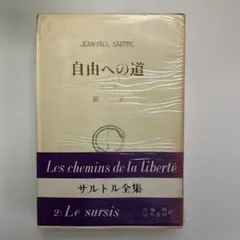 JEAN-PAUL SARTRE
自由への道
Les chemins de la liberté
サルトル全集
2) Le sursis